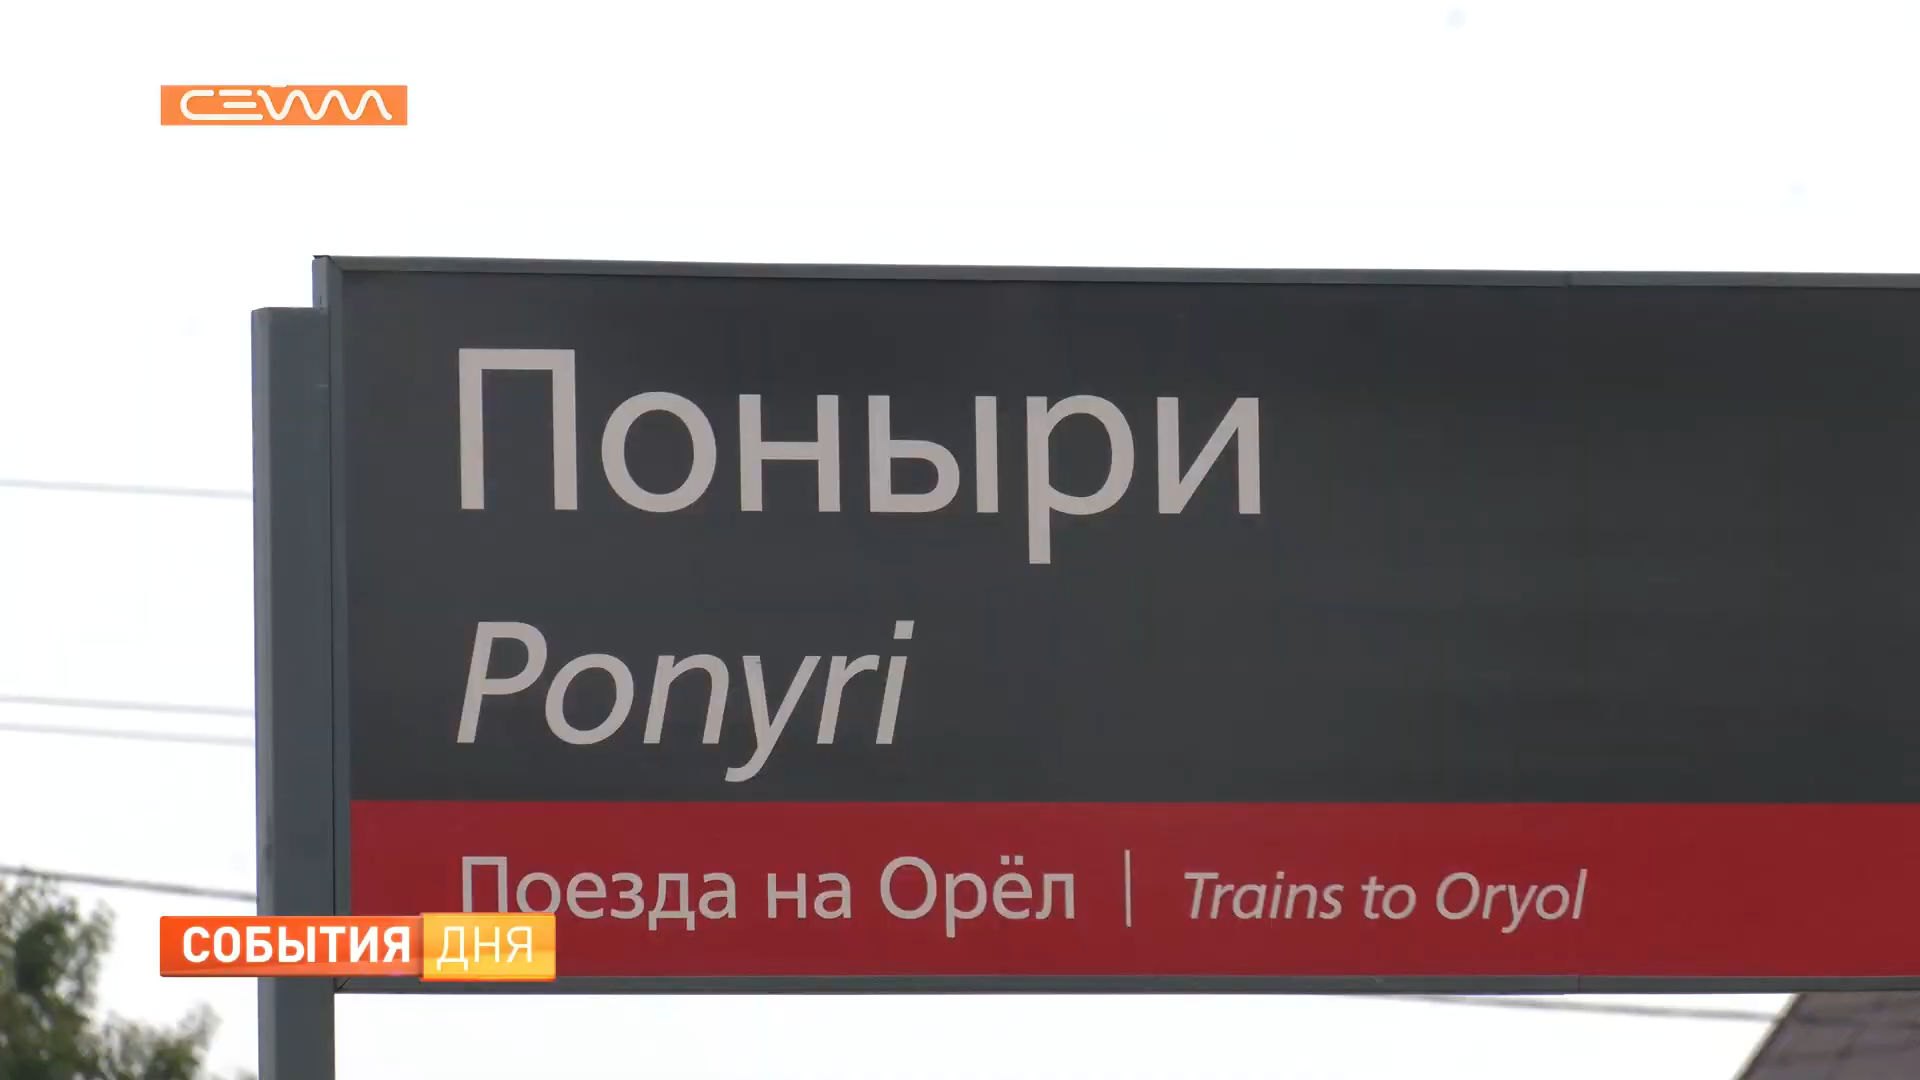 СЕЙМ
Поныри
Ponyri
Поезда на Орёл | Trains to Oryol
СОБЫТИЯ ДНЯ